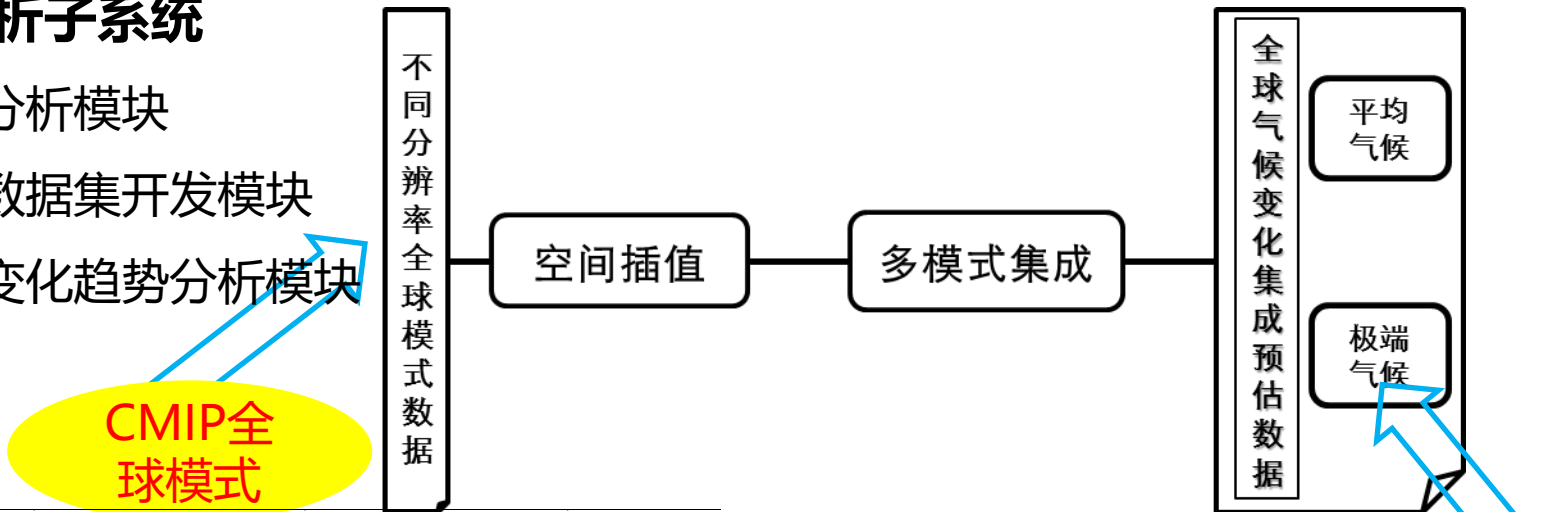 析子系统
分析模块
数据集开发模块
变化趋势分析模块
CMIP全
球模式
不同分辨率全球模式数据
空间插值
多模式集成
全球气候变化集成预估数据
平均
气候
极端
气候